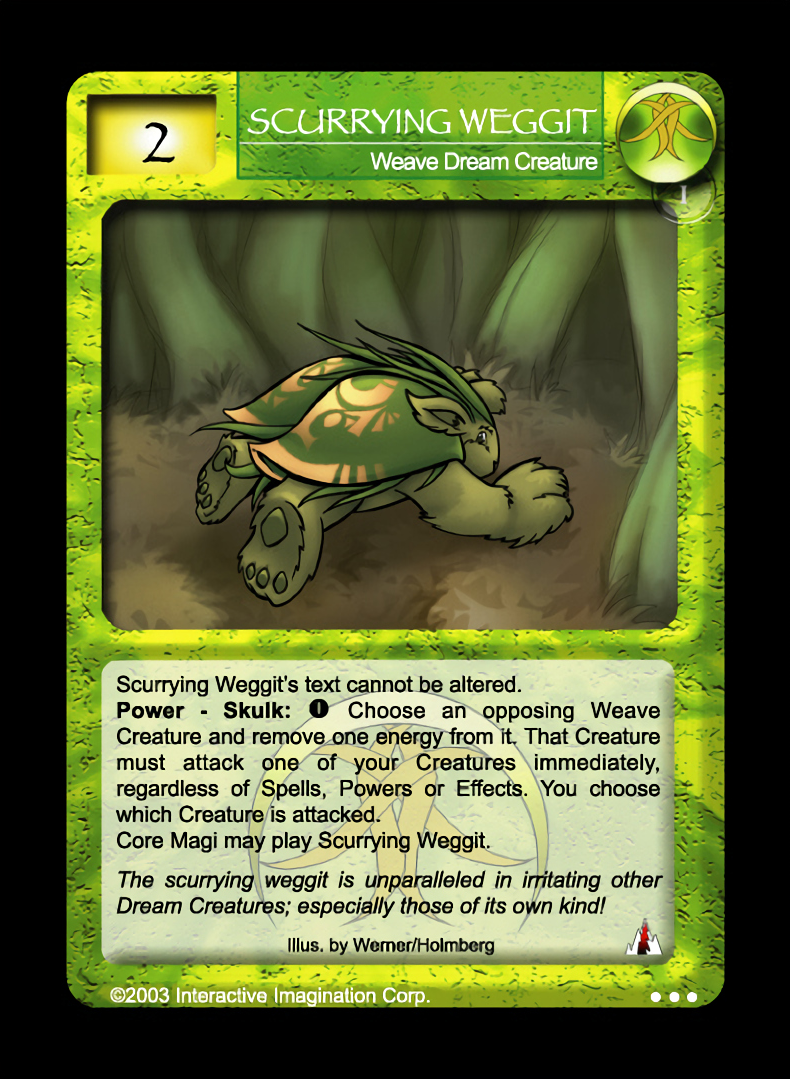 2
SCURRYING WEGGIT
Weave Dream Creature
1
Scurrying Weggit's text cannot be altered.
Power - Skulk: 0 Choose an opposing Weave
Creature and remove one energy from it. That Creature
must attack one of your Creatures immediately,
regardless of Spells, Powers or Effects. You choose
which Creature is attacked.
Core Magi may play Scurrying Weggit.
The scurrying weggit is unparalleled in irritating other
Dream Creatures; especially those of its own kind!
Illus. by Werner/Holmberg
©2003 Interactive Imagination Corp.